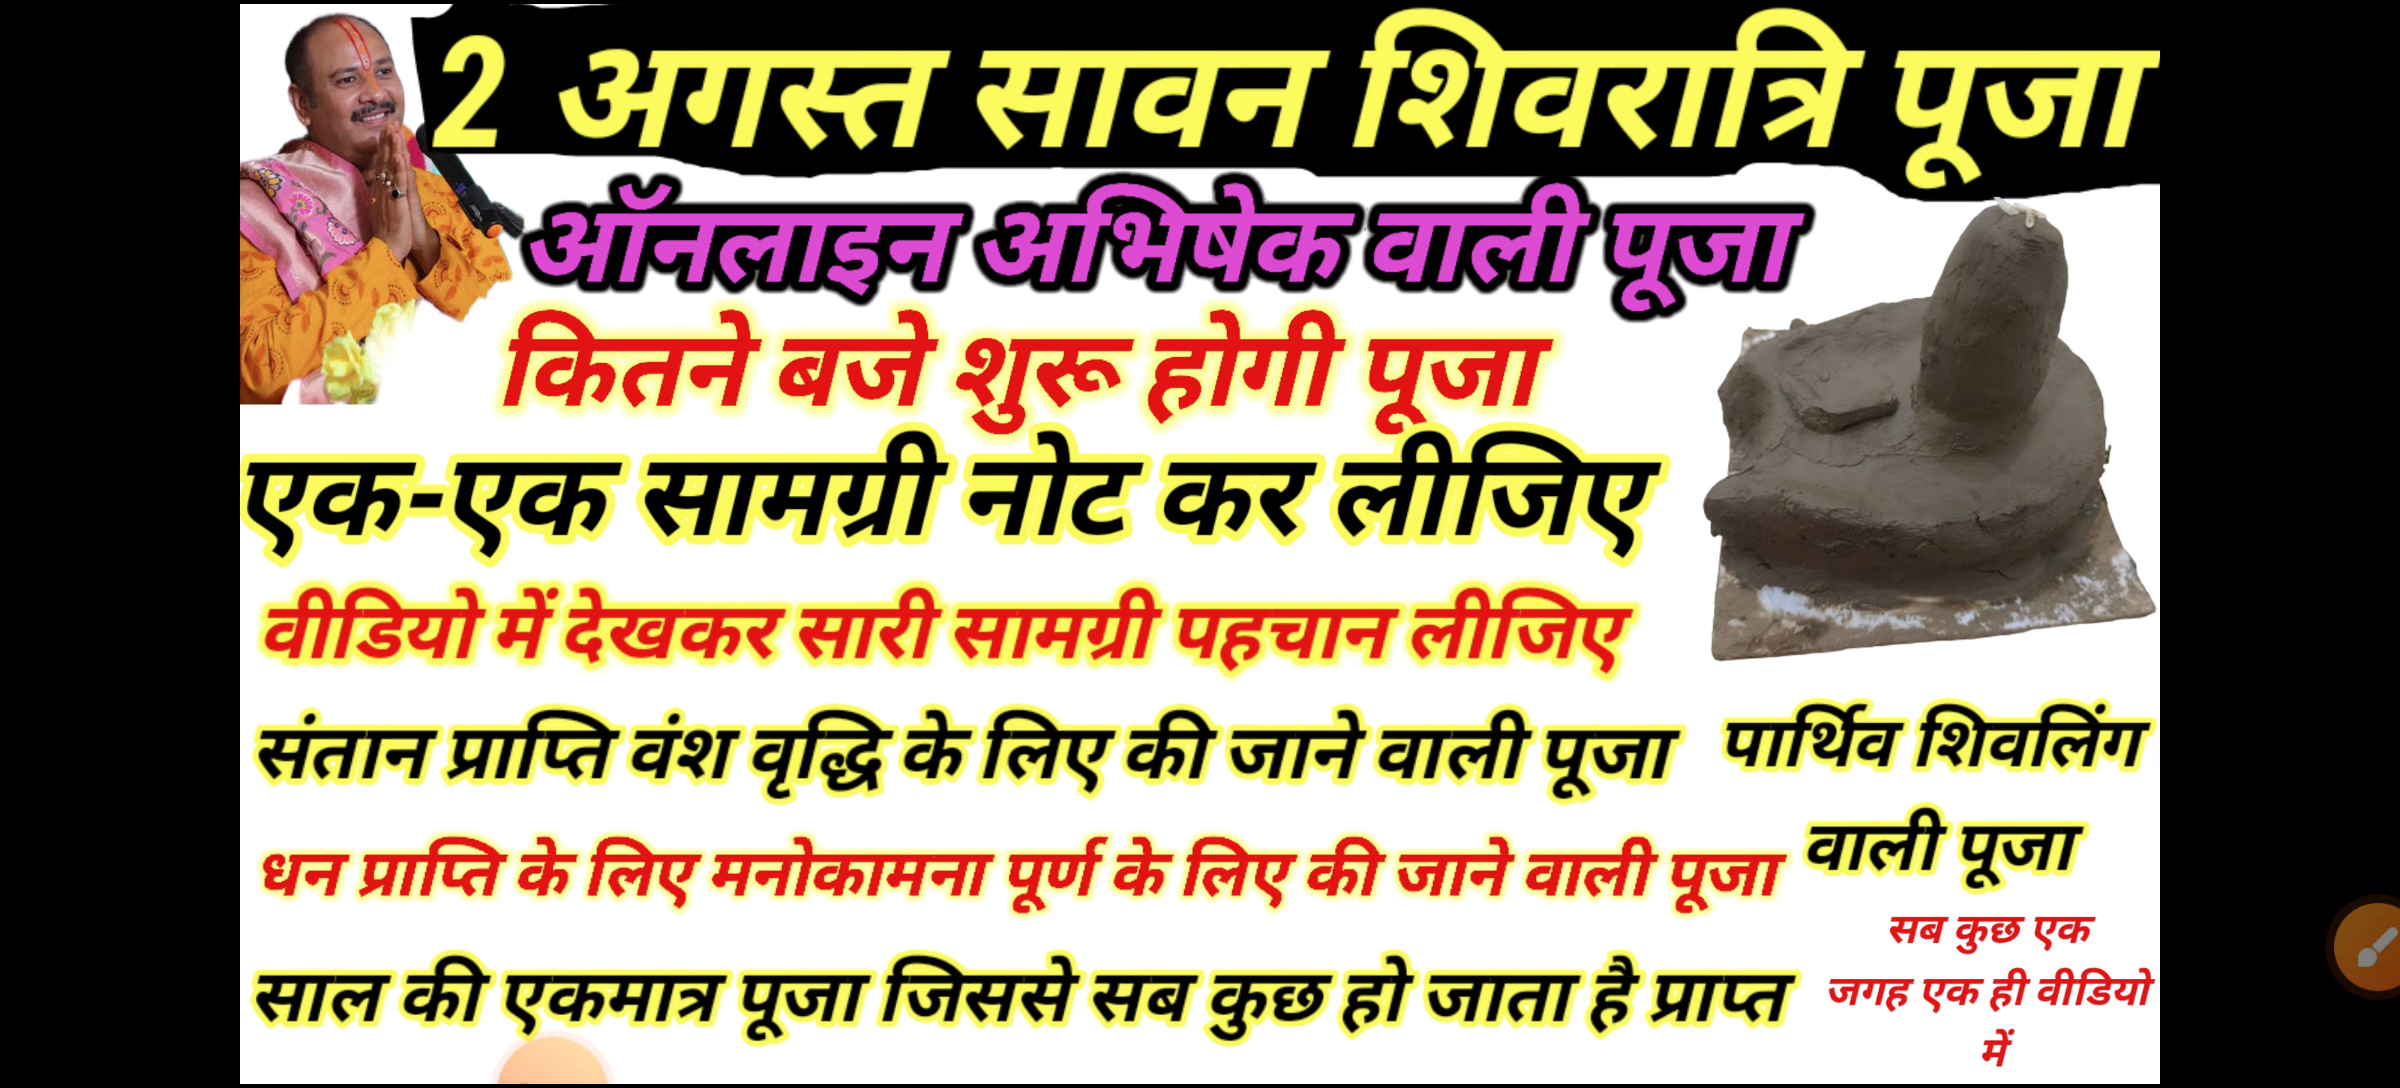 2 अगस्त सावन शिवरात्रि पूजा
ऑनलाइन अभिषेक वाली पूजा
कितने बजे शुरू होगी पूजा
एक-एक सामग्री नोट कर लीजिए
वीडियो में देखकर सारी सामग्री पहचान लीजिए
संतान प्राप्ति वंश वृद्धि के लिए की जाने वाली पूजा
धन प्राप्ति के लिए मनोकामना पूर्ण के लिए की जाने वाली पूजा
साल की एकमात्र पूजा जिससे सब कुछ हो जाता है प्राप्त
पार्थिव शिवलिंग
वाली पूजा
सब कुछ एक
जगह एक ही वीडियो
में